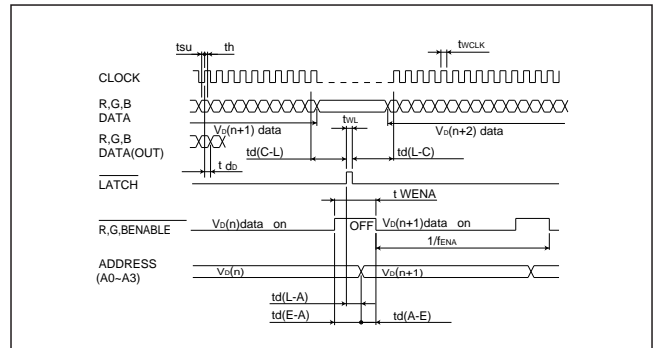 tsu th tWCLK
CLOCK
R,G,B
DATA
tWL
VD(n+1) data VD(n+2) data
R,G,B
DATA(OUT)
td(C-L) td(L-C)
t dD
LATCH
t WENA
R,G,BENABLE VD(n)data on OFF VD(n+1)data on
1/fENA
ADDRESS
(A0~A3)
VD(n) VD(n+1)
td(L-A)
td(E-A) td(A-E)